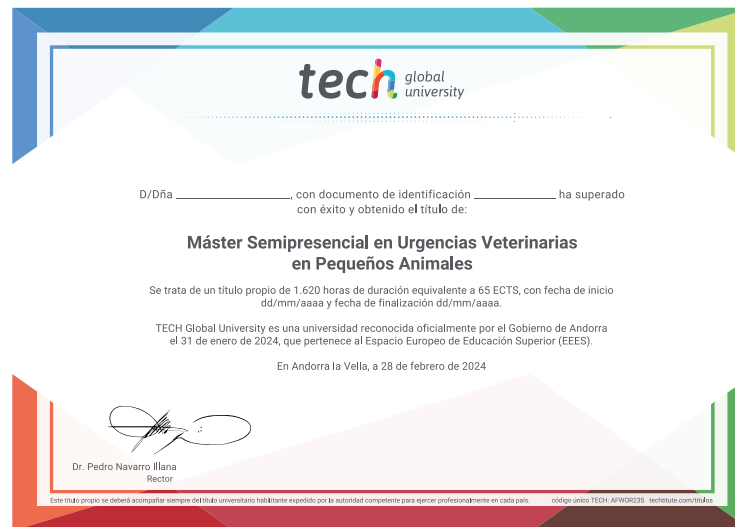 tech global
university
D/Dña ____________________, con documento de identificación ______________ ha superado
con éxito y obtenido el título de:
Máster Semipresencial en Urgencias Veterinarias
en Pequeños Animales
Se trata de un título propio de 1.620 horas de duración equivalente a 65 ECTS, con fecha de inicio
dd/mm/aaaa y fecha de finalización dd/mm/aaaa.
TECH Global University es una universidad reconocida oficialmente por el Gobierno de Andorra
el 31 de enero de 2024, que pertenece al Espacio Europeo de Educación Superior (EEES).
En Andorra la Vella, a 28 de febrero de 2024
Dr. Pedro Navarro Illana
Rector
Este título propio se deberá acompañar siempre del título universitario habilitante expedido por la autoridad competente para ejercer profesionalmente en cada país. código único TECH: AFWOR23S techtitute.com/titulos